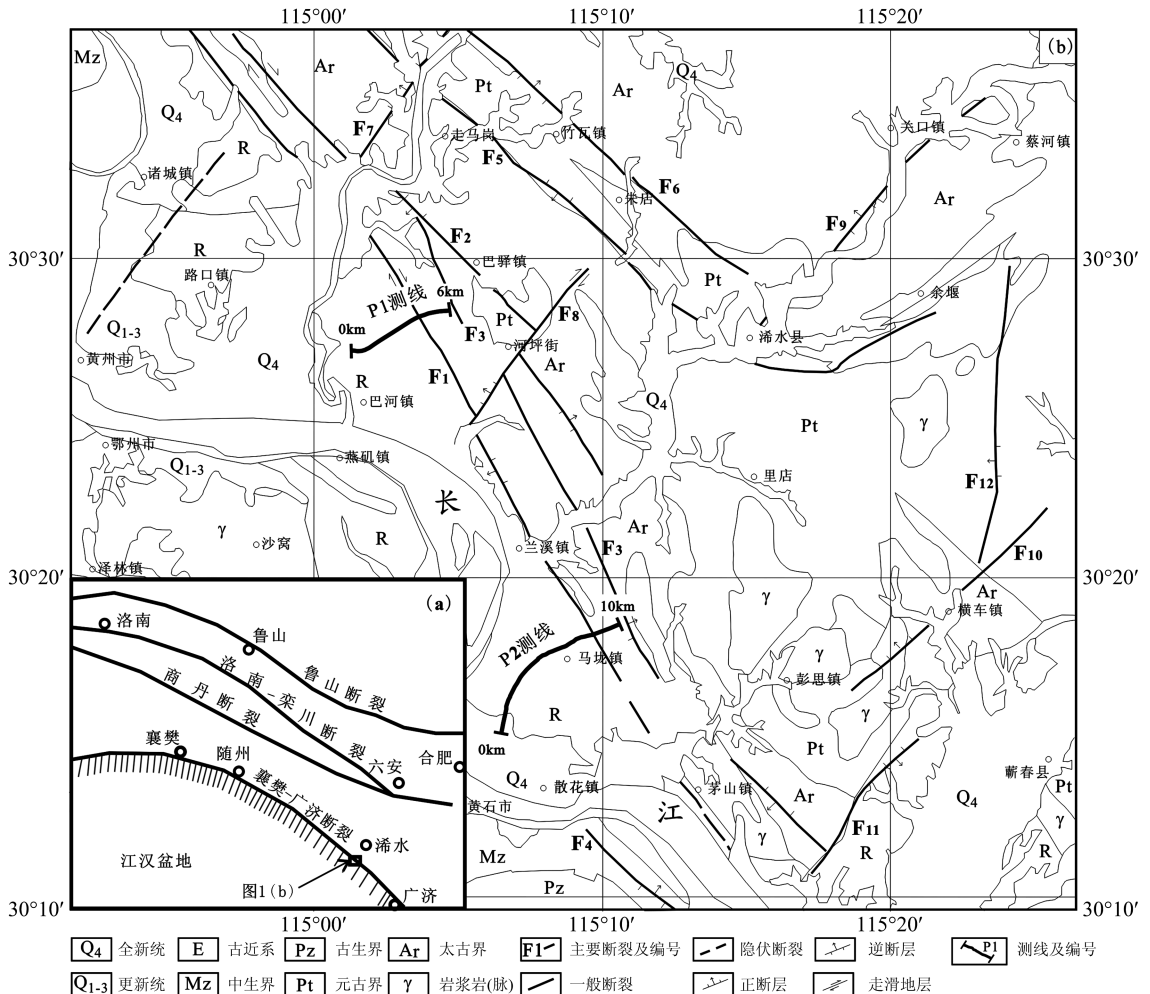 115°00′ 115°10′ 115°20′
(b)
Mz
Ar
Pt
Ar
Q4
Q4
F7
走马岗
竹瓦镇
关口镇
蔡河镇
R
F5
诸城镇
F6
朱店
Ar
F9
F2
R
30°30′
巴驿镇
30°30′
路口镇
Pt
余堰
P1测线
6km
0km
F3
Pt
F8
Q1-3
浠水县
河坪街
黄州市
Q4
Ar
F1
R
巴河镇
Q4
Pt
γ
鄂州市
燕矶镇
Q1-3
里店
F12
长
Ar
γ
R
沙窝
兰溪镇
F3
F10
泽林镇
30°20′
30°20′
Ar
10km
横车镇
γ
(a)
洛南
鲁山
P2测线
马垅镇
γ
彭思镇
鲁山断裂
洛南-栾川断裂
商丹断裂
R
γ
襄樊
随州
六安
合肥
0km
Pt
Q4
散花镇
茅山镇
蕲春县
Pt
襄樊-广济断裂
黄石市
江
Ar
Q4
γ
浠水
F4
γ
F11
江汉盆地
Mz
R
R
图1(b)
广济
Pz
30°10′
30°10′
115°00′ 115°10′ 115°20′
Q4 全新统 E 古近系 Pz 古生界 Ar 太古界 F1 主要断裂及编号 隐伏断裂 逆断层 P1 测线及编号
Q1-3 更新统 Mz 中生界 Pt 元古界 γ 岩浆岩(脉) 一般断裂 正断层 走滑地层